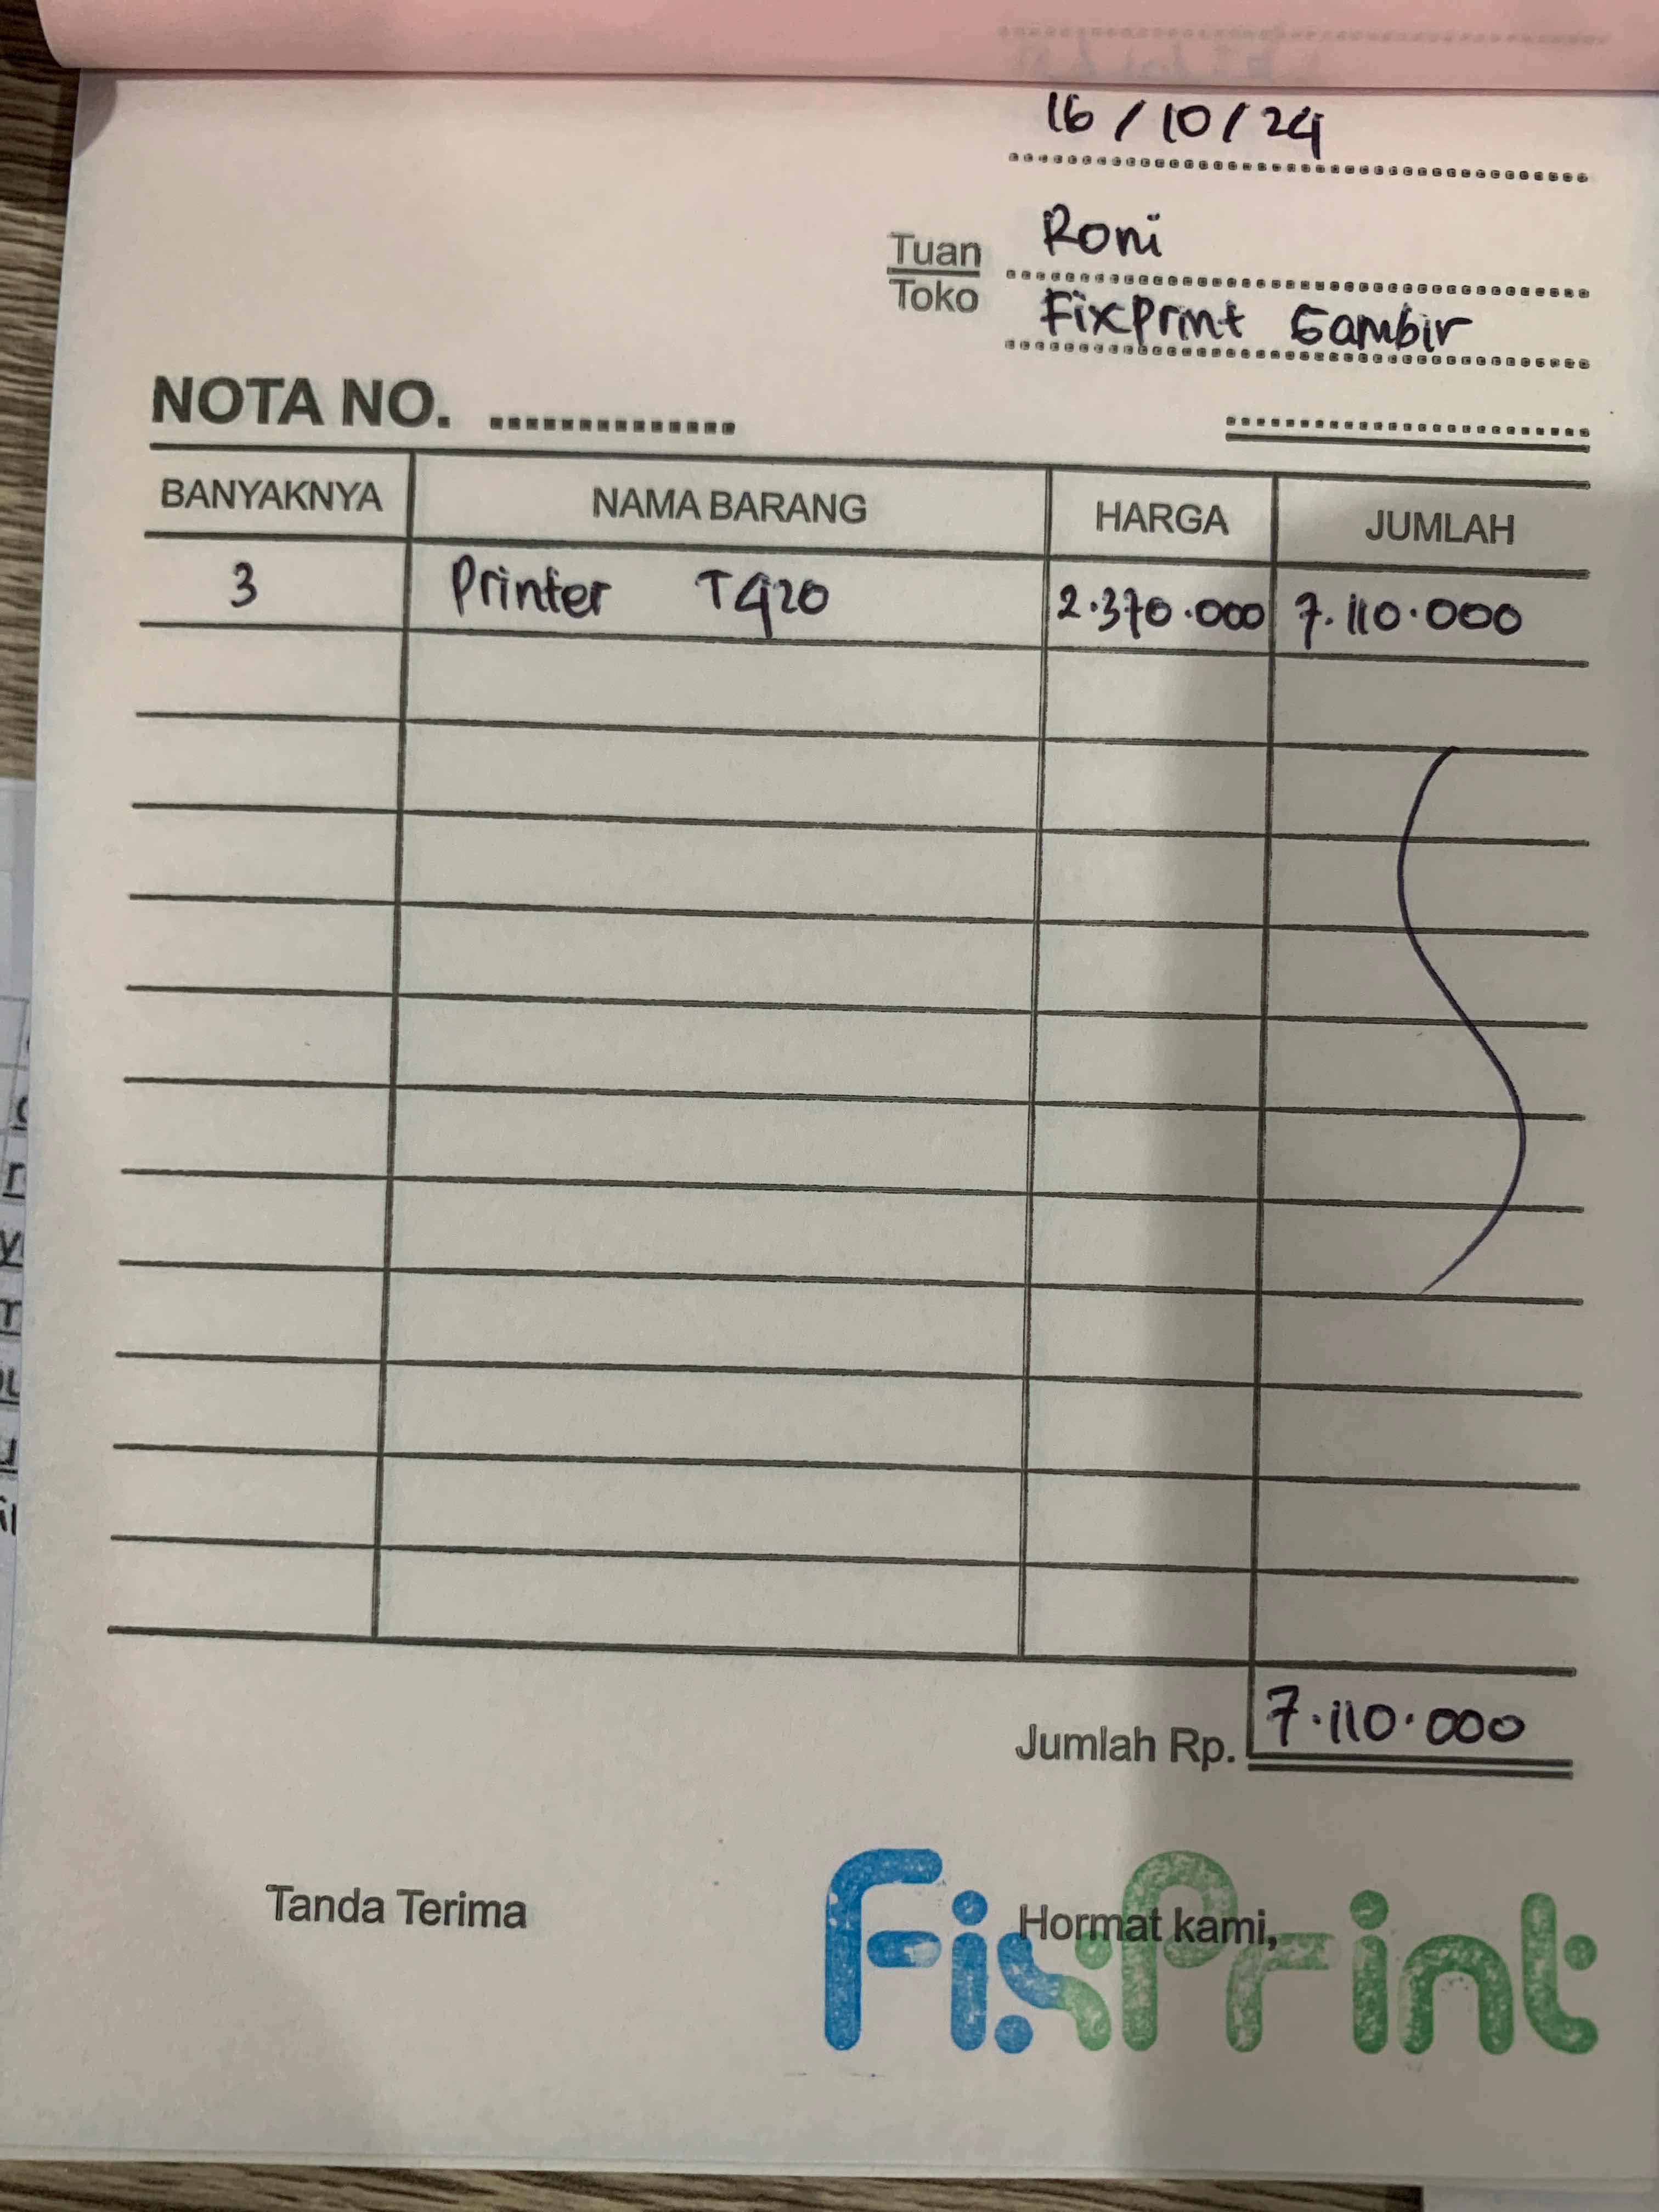 16/10/24
Tuan Roni
Toko FixPrint Gambir
NOTA NO. ..............
BANYAKNYA NAMA BARANG HARGA JUMLAH
3 Printer T420 2.370.000 7.110.000
Jumlah Rp. 7.110.000
Tanda Terima Hormat kami,
FixPrint